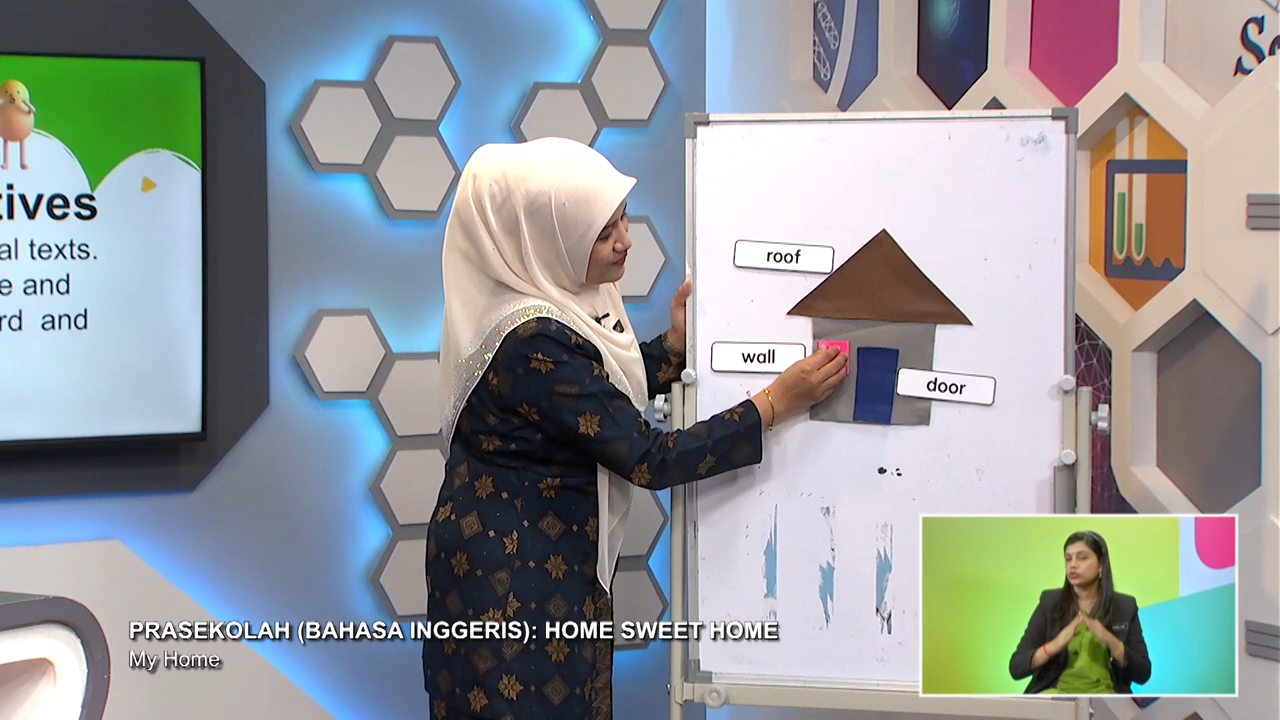 tives
al texts.
e and
rd and
roof
wall
door
PRASEKOLAH (BAHASA INGGERIS): HOME SWEET HOME
My Home